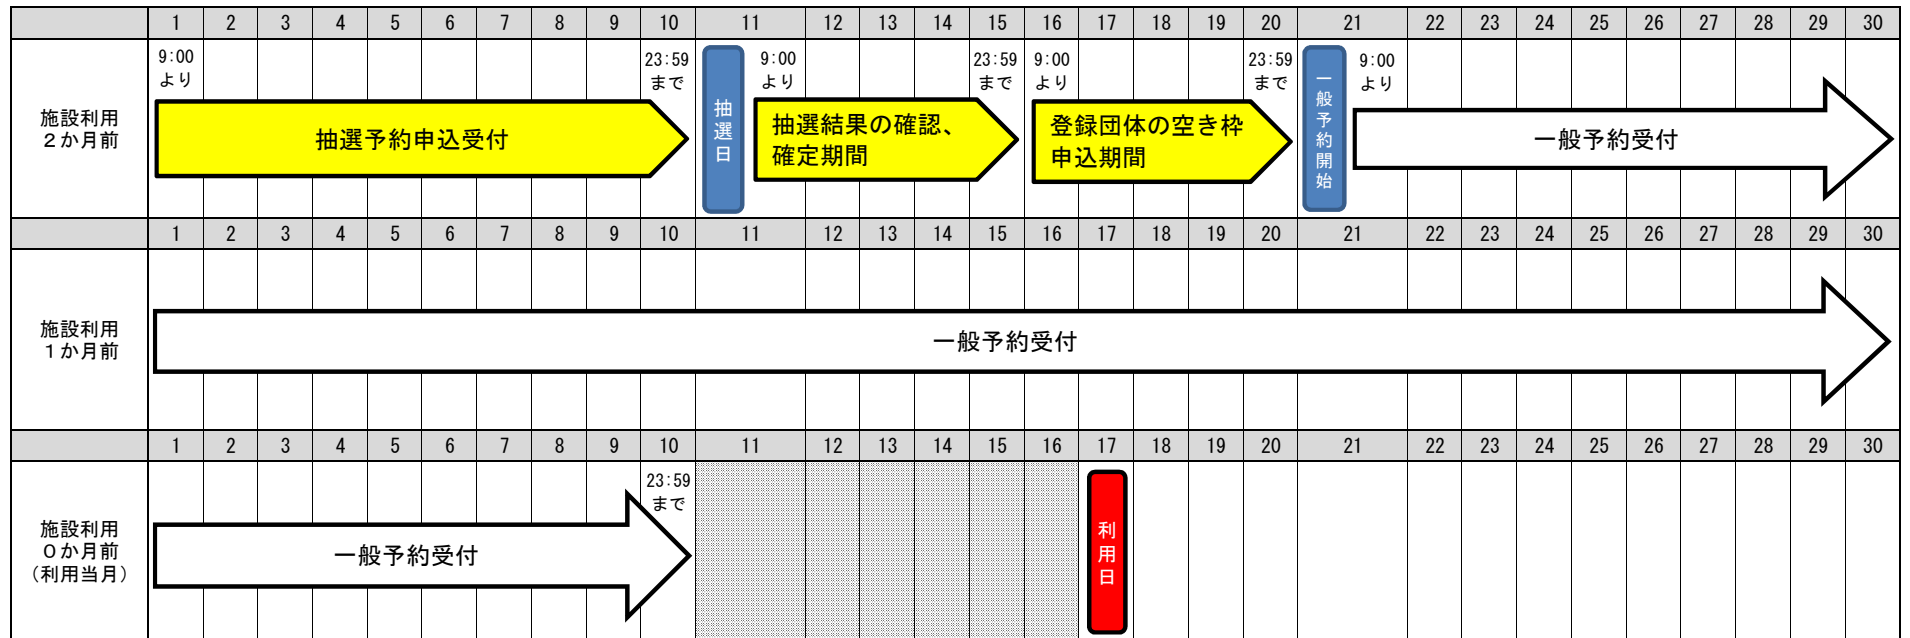 1 2 3 4 5 6 7 8 9 10 11 12 13 14 15 16 17 18 19 20 21 22 23 24 25 26 27 28 29 30
施設利用
２か月前
9:00
より
抽選予約申込受付
23:59
まで
抽選日
9:00
より
抽選結果の確認、
確定期間
23:59
まで
9:00
より
登録団体の空き枠
申込期間
23:59
まで
一般予約開始
9:00
より
一般予約受付
1 2 3 4 5 6 7 8 9 10 11 12 13 14 15 16 17 18 19 20 21 22 23 24 25 26 27 28 29 30
施設利用
１か月前
一般予約受付
1 2 3 4 5 6 7 8 9 10 11 12 13 14 15 16 17 18 19 20 21 22 23 24 25 26 27 28 29 30
施設利用
０か月前
（利用当月）
一般予約受付
23:59
まで
利用日